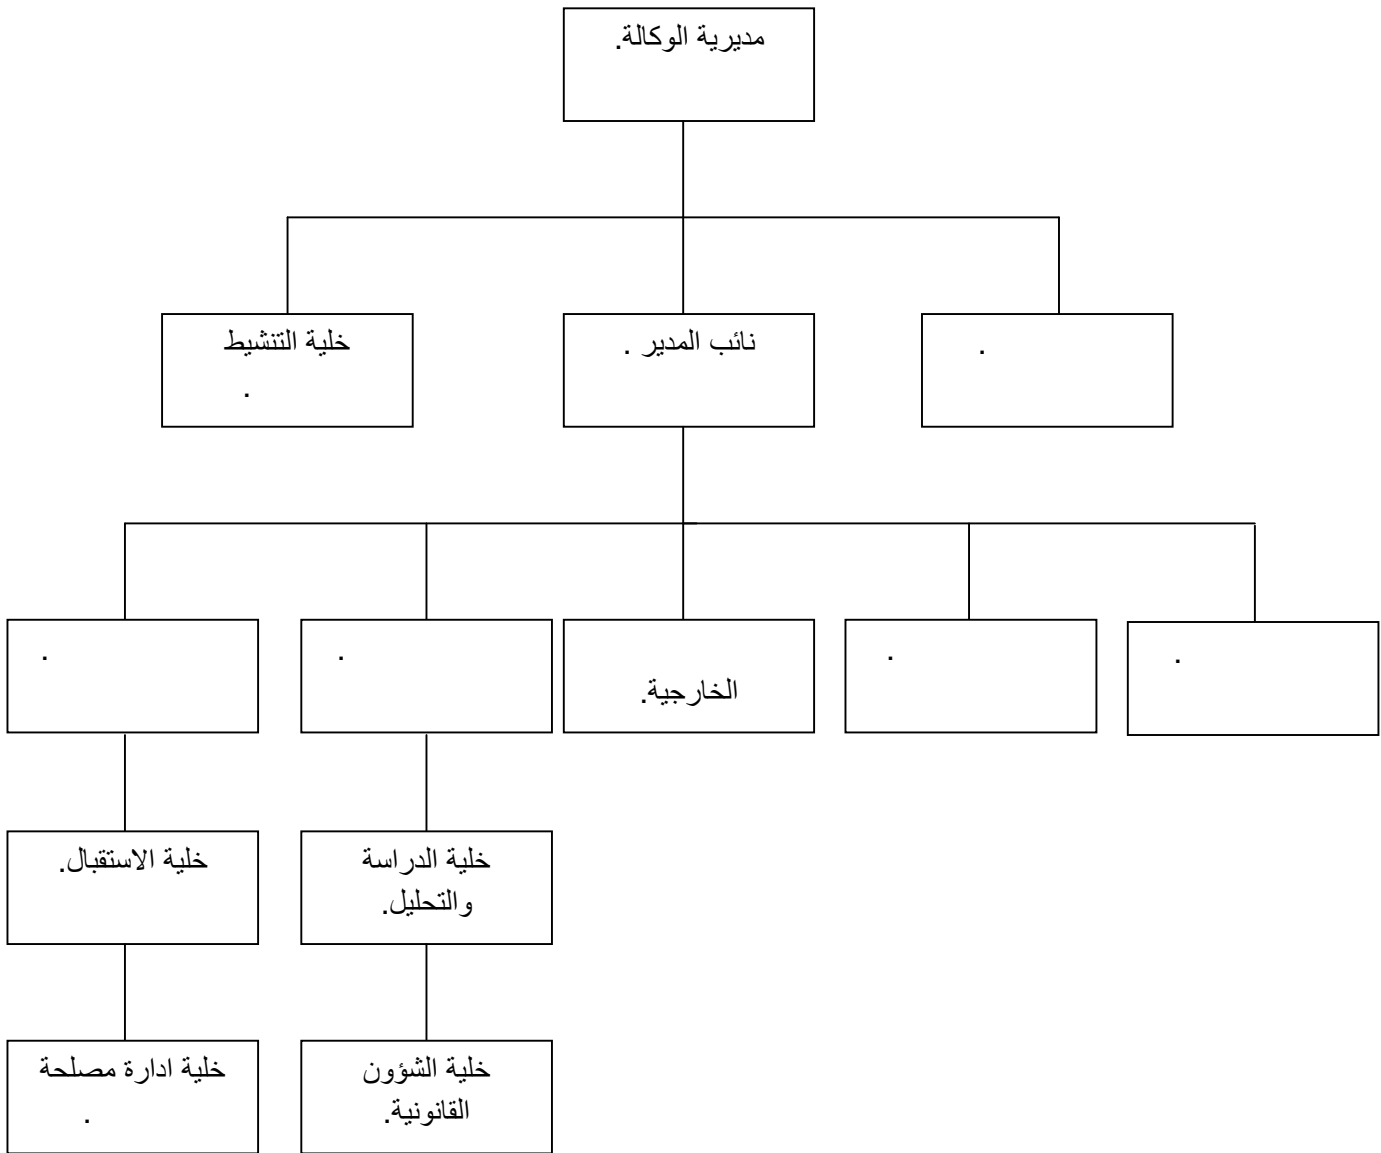 مديرية الوكالة.
خلية التنشيط
.
نائب المدير .
.
.
.
الخارجية.
.
.
خلية الاستقبال.
خلية الدراسة
والتحليل.
خلية ادارة مصلحة
.
خلية الشؤون
القانونية.